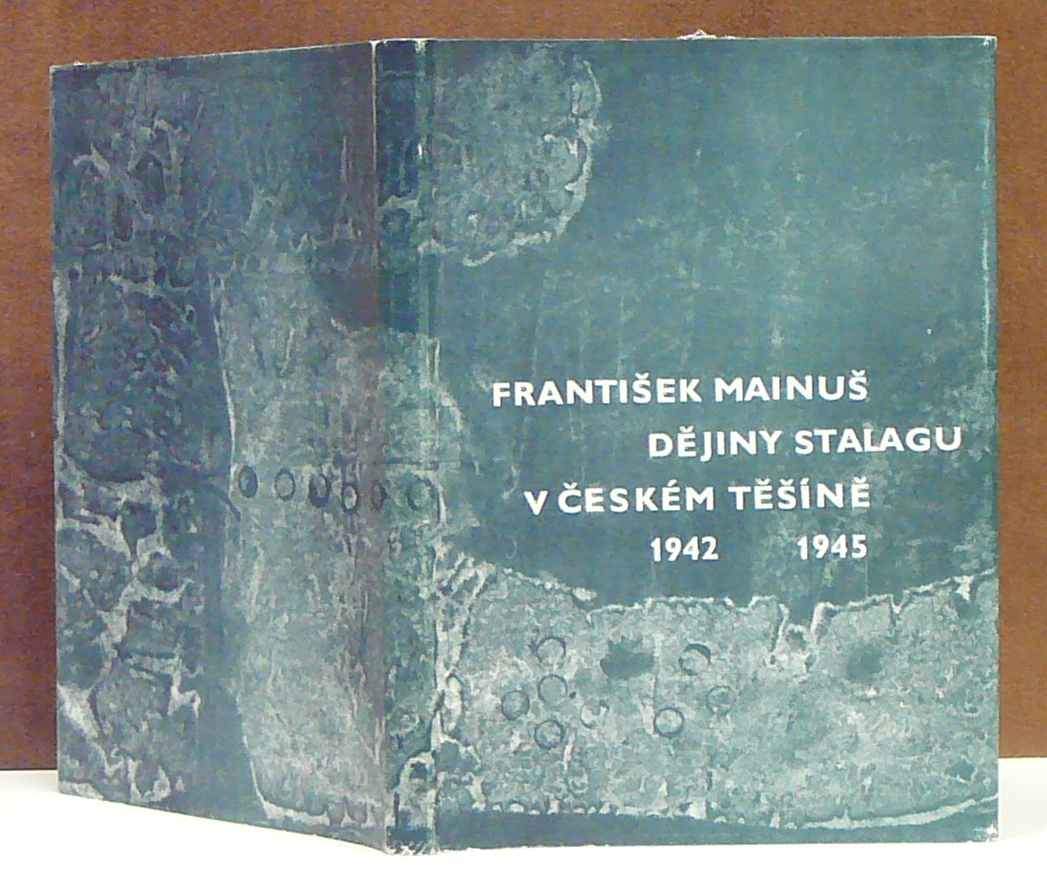 FRANTIŠEK MAINUŠ
DĚJINY STALAGU
V ČESKÉM TĚŠÍNĚ
1942 1945